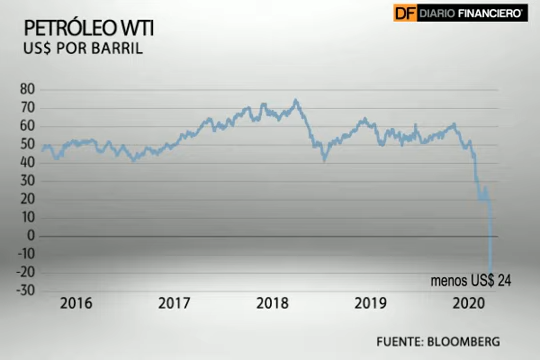 DF DIARIO FINANCIERO®
PETRÓLEO WTI
US$ POR BARRIL
80
70
60
50
40
30
20
10
0
-10
-20
-30
menos US$ 24
2016 2017 2018 2019 2020
FUENTE: BLOOMBERG